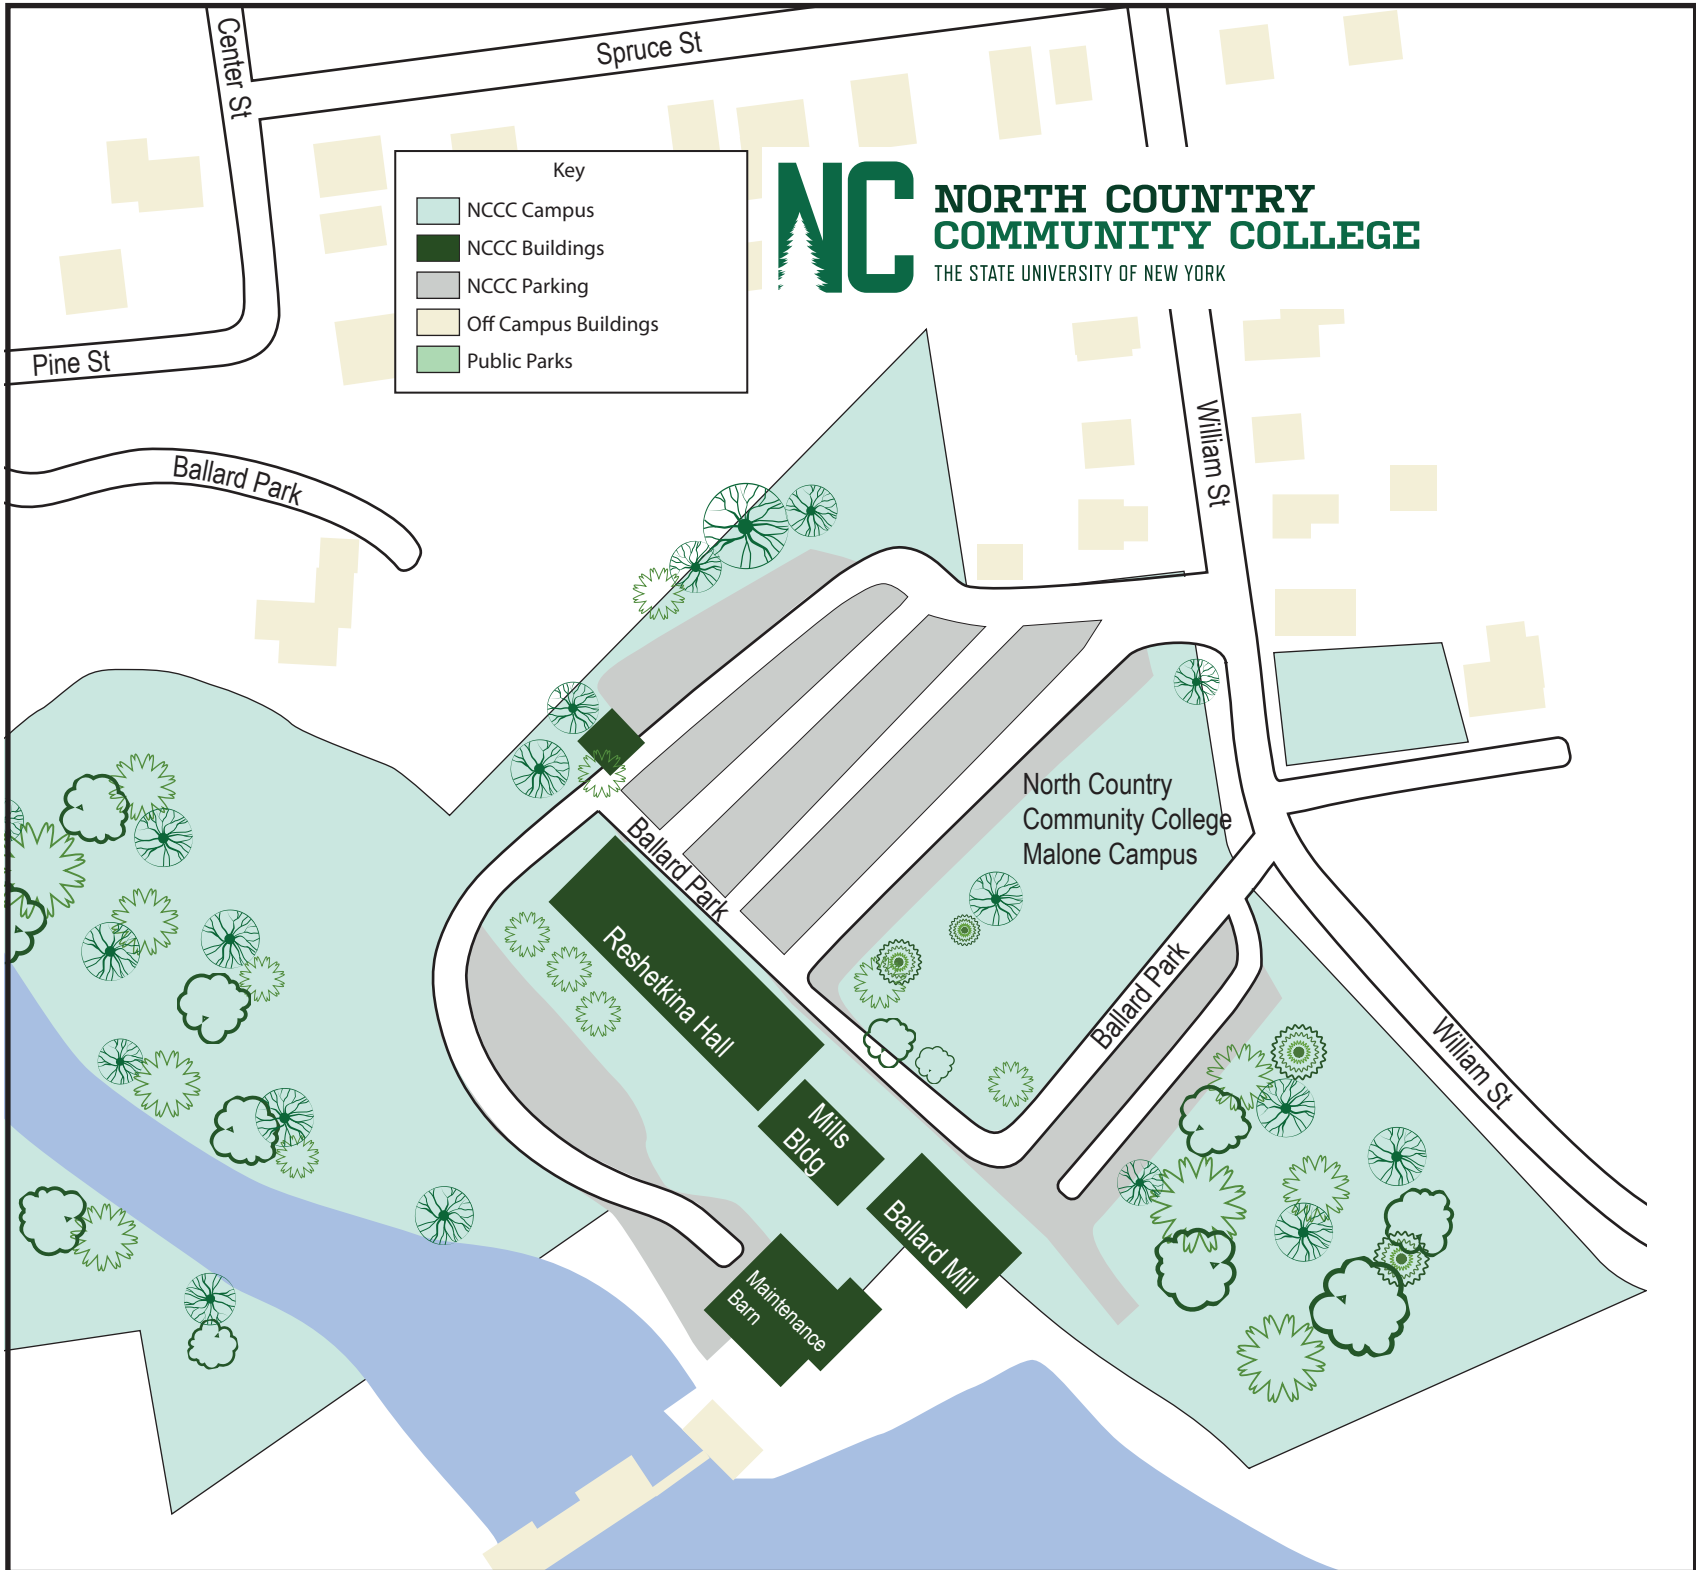 Center St
Spruce St
Key
NCCC Campus
NCCC Buildings
NCCC Parking
Off Campus Buildings
Public Parks
NC
NORTH COUNTRY
COMMUNITY COLLEGE
THE STATE UNIVERSITY OF NEW YORK
Pine St
Ballard Park
William St
North Country
Community College
Malone Campus
Ballard Park
Reshetkina Hall
Ballard Park
William St
Mills
Bldg
Ballard Mill
Maintenance
Barn